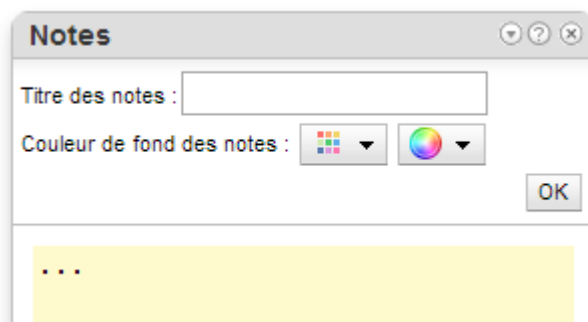 Notes
?
Titre des notes :
Couleur de fond des notes :
OK
...